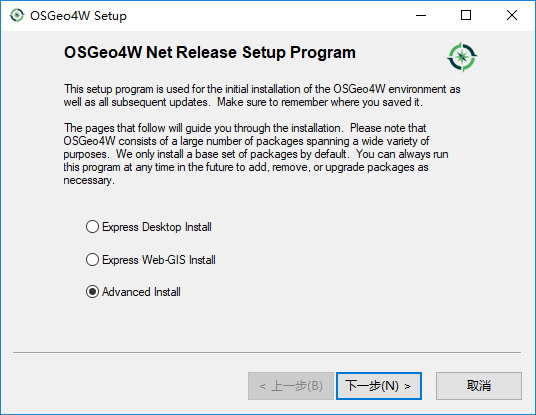 OSGeo4W Setup
OSGeo4W Net Release Setup Program
This setup program is used for the initial installation of the OSGeo4W environment as
well as all subsequent updates.  Make sure to remember where you saved it.
The pages that follow will guide you through the installation.  Please note that
OSGeo4W consists of a large number of packages spanning a wide variety of
purposes.  We only install a base set of packages by default.  You can always run
this program at any time in the future to add, remove, or upgrade packages as
necessary.
Express Desktop Install
Express Web-GIS Install
Advanced Install
< 上一步(B)
下一步(N) >
取消